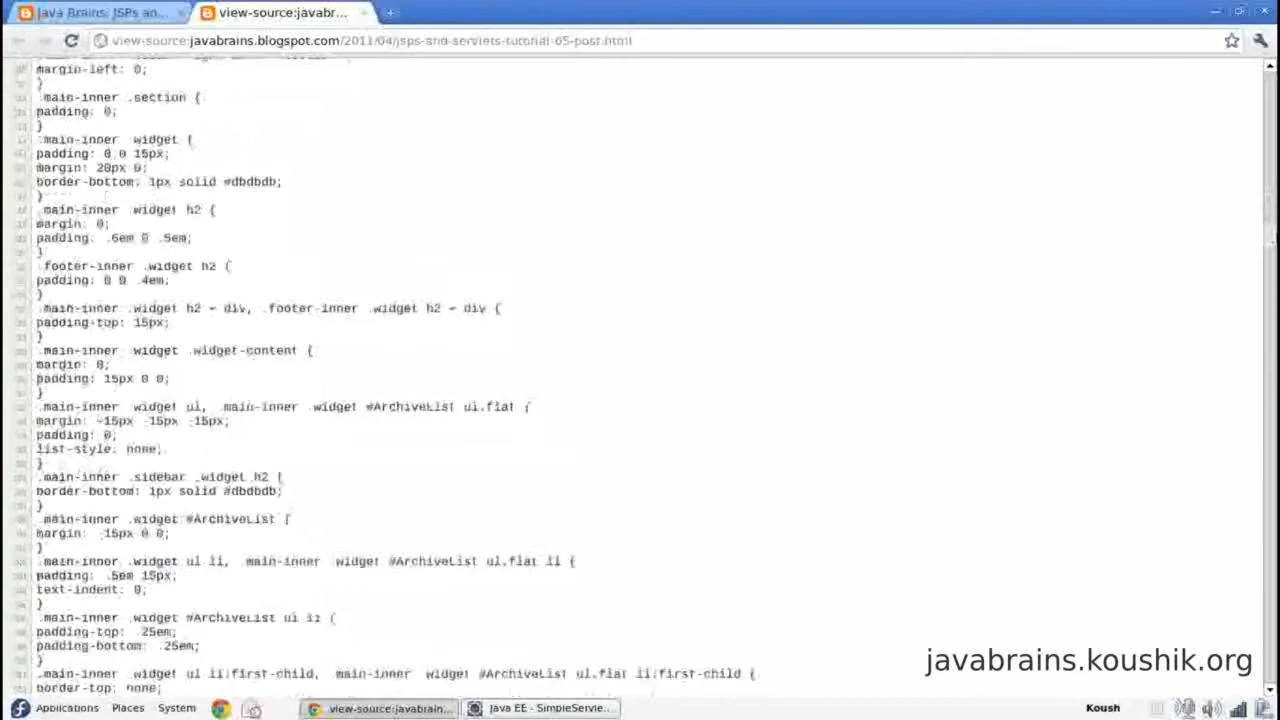 Java Brains: JSPs an...
view-source:javabr...
view-source:javabrains.blogspot.com/2011/04/jsps-and-servlets-tutorial-05-post.html
margin-left: 0;
}
.main-inner .section {
padding: 0;
}
.main-inner .widget {
padding: 0 0 15px;
margin: 20px 0;
border-bottom: 1px solid #dbdbdb;
}
.main-inner .widget h2 {
margin: 0;
padding: .6em 0 .5em;
}
.footer-inner .widget h2 {
padding: 0 0 .4em;
}
.main-inner .widget h2 + div, .footer-inner .widget h2 + div {
padding-top: 15px;
}
.main-inner .widget .widget-content {
margin: 0;
padding: 15px 0 0;
}
.main-inner .widget ul, .main-inner .widget #ArchiveList ul.flat {
margin: -15px -15px -15px;
padding: 0;
list-style: none;
}
.main-inner .sidebar .widget h2 {
border-bottom: 1px solid #dbdbdb;
}
.main-inner .widget #ArchiveList {
margin: -15px 0 0;
}
.main-inner .widget ul li, .main-inner .widget #ArchiveList ul.flat li {
padding: .5em 15px;
text-indent: 0;
}
.main-inner .widget #ArchiveList ul li {
padding-top: .25em;
padding-bottom: .25em;
}
.main-inner .widget ul li:first-child, .main-inner .widget #ArchiveList ul.flat li:first-child {
border-top: none;
javabrains.koushik.org
Applications Places System view-source:javabrain... Java EE - SimpleServle... Koush